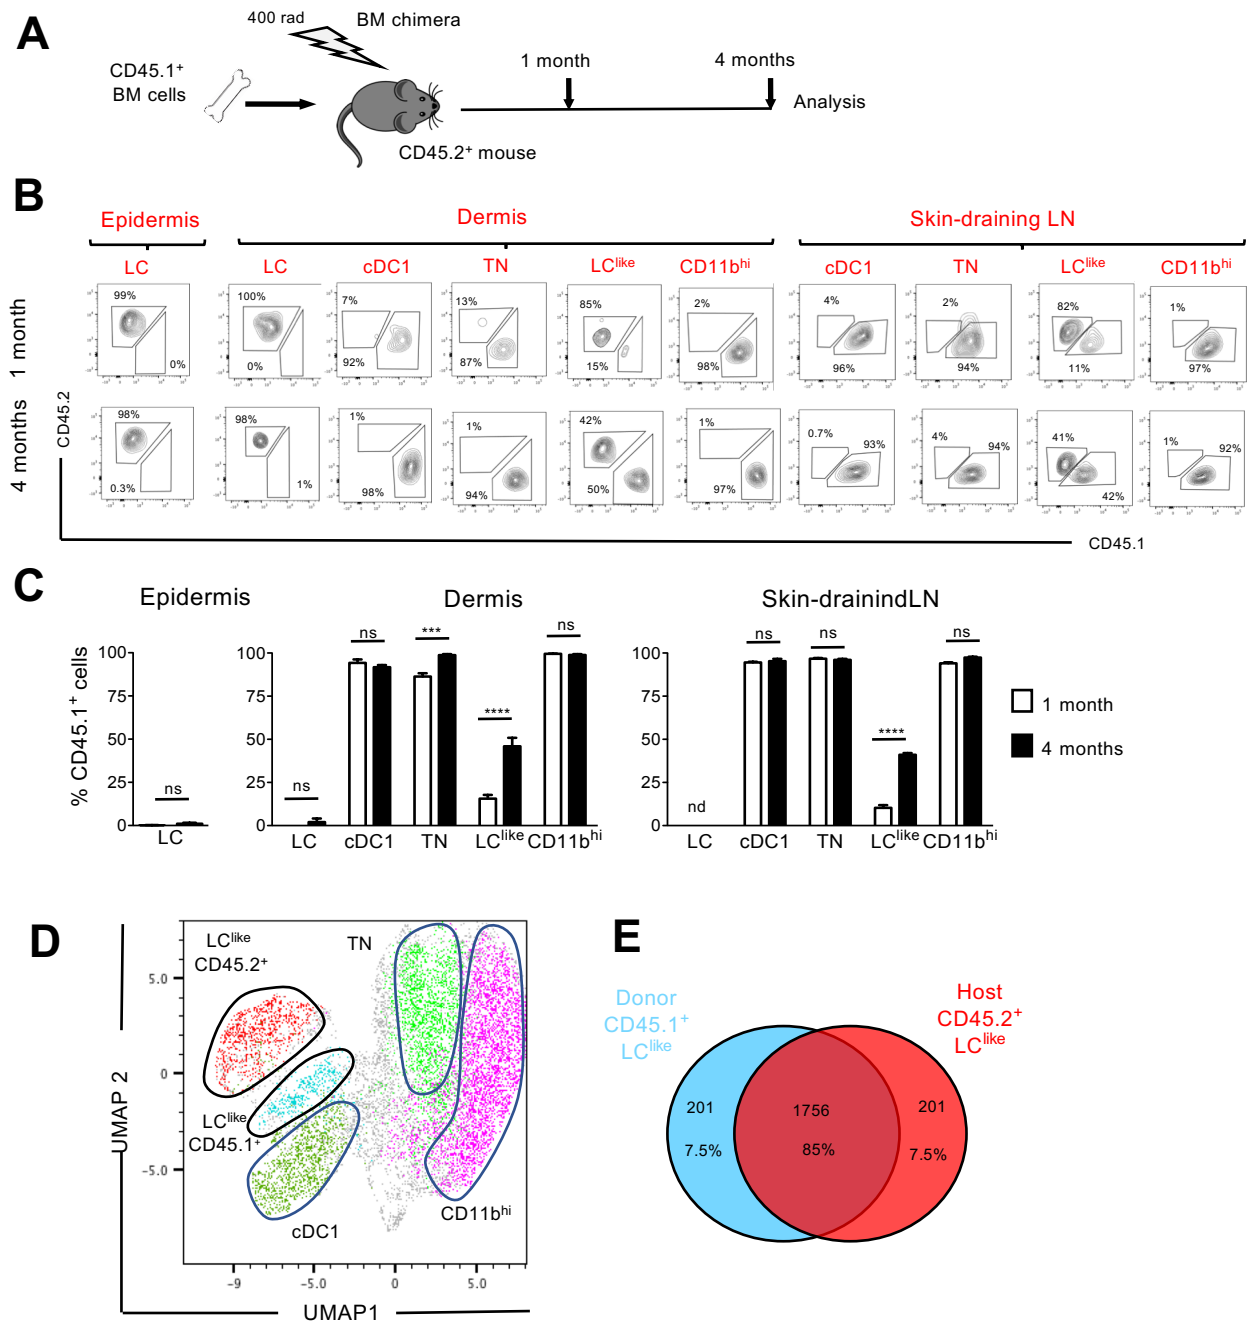 A
400 rad
BM chimera
CD45.1+
BM cells
1 month
4 months
Analysis
CD45.2+ mouse
B
Epidermis
Dermis
Skin-draining LN
LC
LC
cDC1
TN
LClike
CD11bhi
cDC1
TN
LClike
CD11bhi
1 month
99%
0%
100%
0%
7%
92%
13%
87%
85%
15%
2%
98%
4%
96%
2%
94%
82%
11%
1%
97%
4 months
98%
0.3%
98%
1%
1%
98%
1%
94%
42%
50%
1%
97%
0.7%
93%
4%
94%
41%
42%
1%
92%
CD45.2
CD45.1
C
Epidermis
Dermis
Skin-drainindLN
% CD45.1+ cells
100
75
50
25
0
ns
LC
100
75
50
25
0
ns
ns
***
****
ns
LC
cDC1
TN
LClike
CD11bhi
100
75
50
25
0
nd
ns
ns
****
ns
LC
cDC1
TN
LClike
CD11bhi
1 month
4 months
D
LClike
CD45.2+
TN
LClike
CD45.1+
cDC1
CD11bhi
5.0
0
-5.0
-9
-5.0
0
5.0
UMAP 2
UMAP1
E
Donor
CD45.1+
LClike
Host
CD45.2+
LClike
201
7.5%
1756
85%
201
7.5%